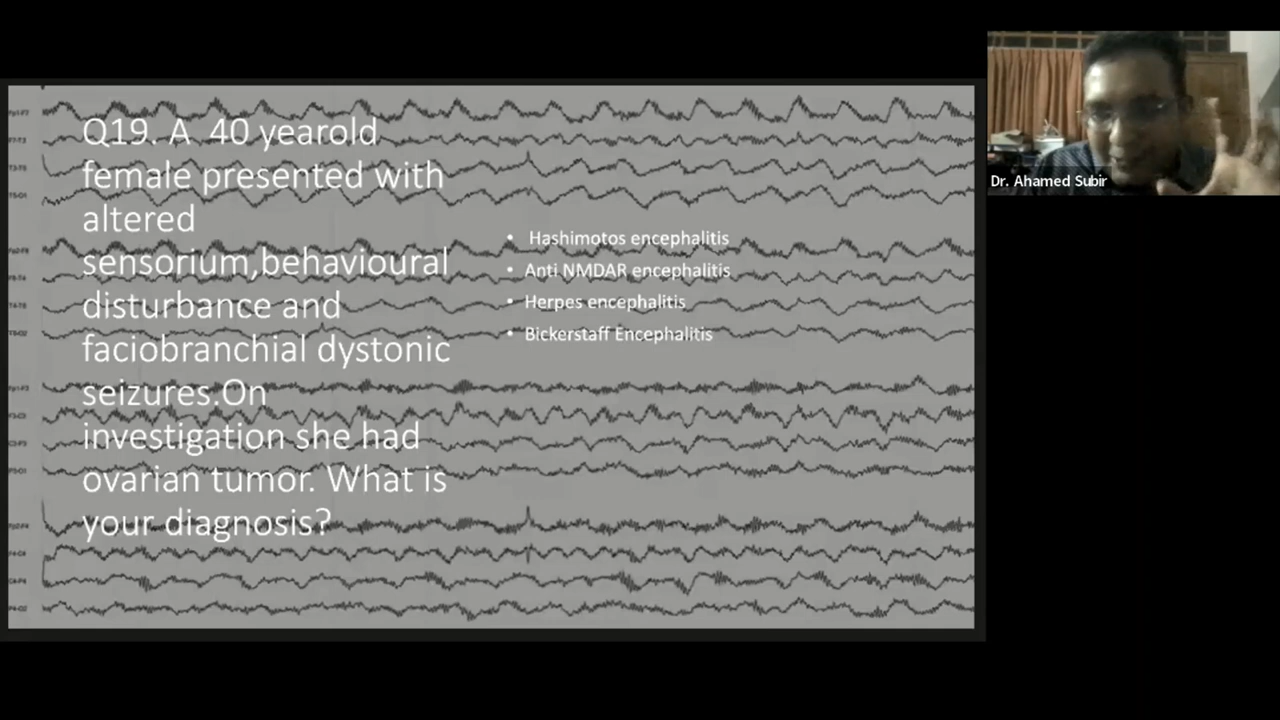 Q19. A 40 yearold
female presented with
altered
sensorium,behavioural
disturbance and
faciobranchial dystonic
seizures.On
investigation she had
ovarian tumor. What is
your diagnosis?
• Hashimotos encephalitis
• Anti NMDAR encephalitis
• Herpes encephalitis
• Bickerstaff Encephalitis
Dr. Ahamed Subir